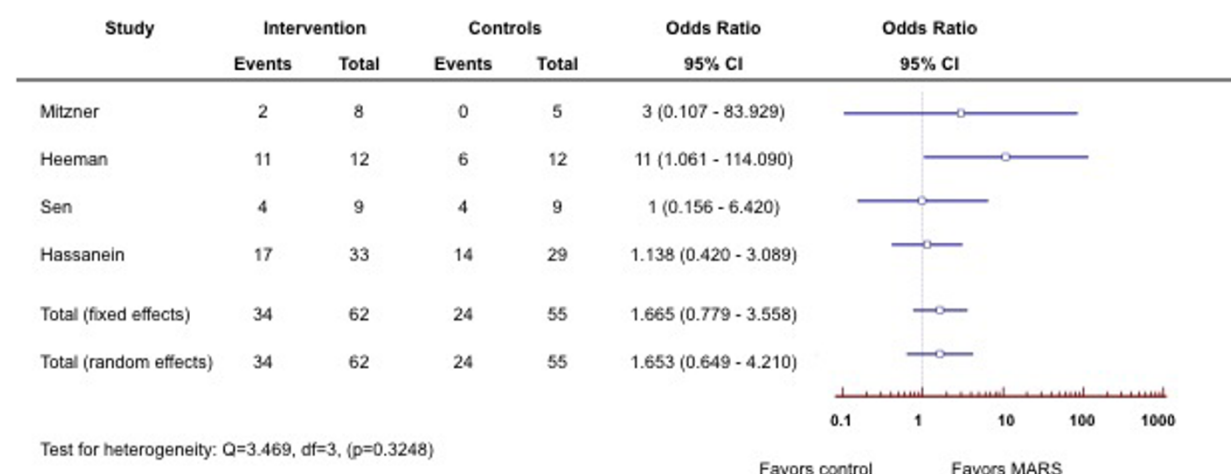 Study Intervention Controls Odds Ratio Odds Ratio
Events Total Events Total 95% CI 95% CI
Mitzner 2 8 0 5 3 (0.107 - 83.929)
Heeman 11 12 6 12 11 (1.061 - 114.090)
Sen 4 9 4 9 1 (0.156 - 6.420)
Hassanein 17 33 14 29 1.138 (0.420 - 3.089)
Total (fixed effects) 34 62 24 55 1.665 (0.779 - 3.558)
Total (random effects) 34 62 24 55 1.653 (0.649 - 4.210)
0.1 1 10 100 1000
Test for heterogeneity: Q=3.469, df=3, (p=0.3248)
Favors control Favors MARS